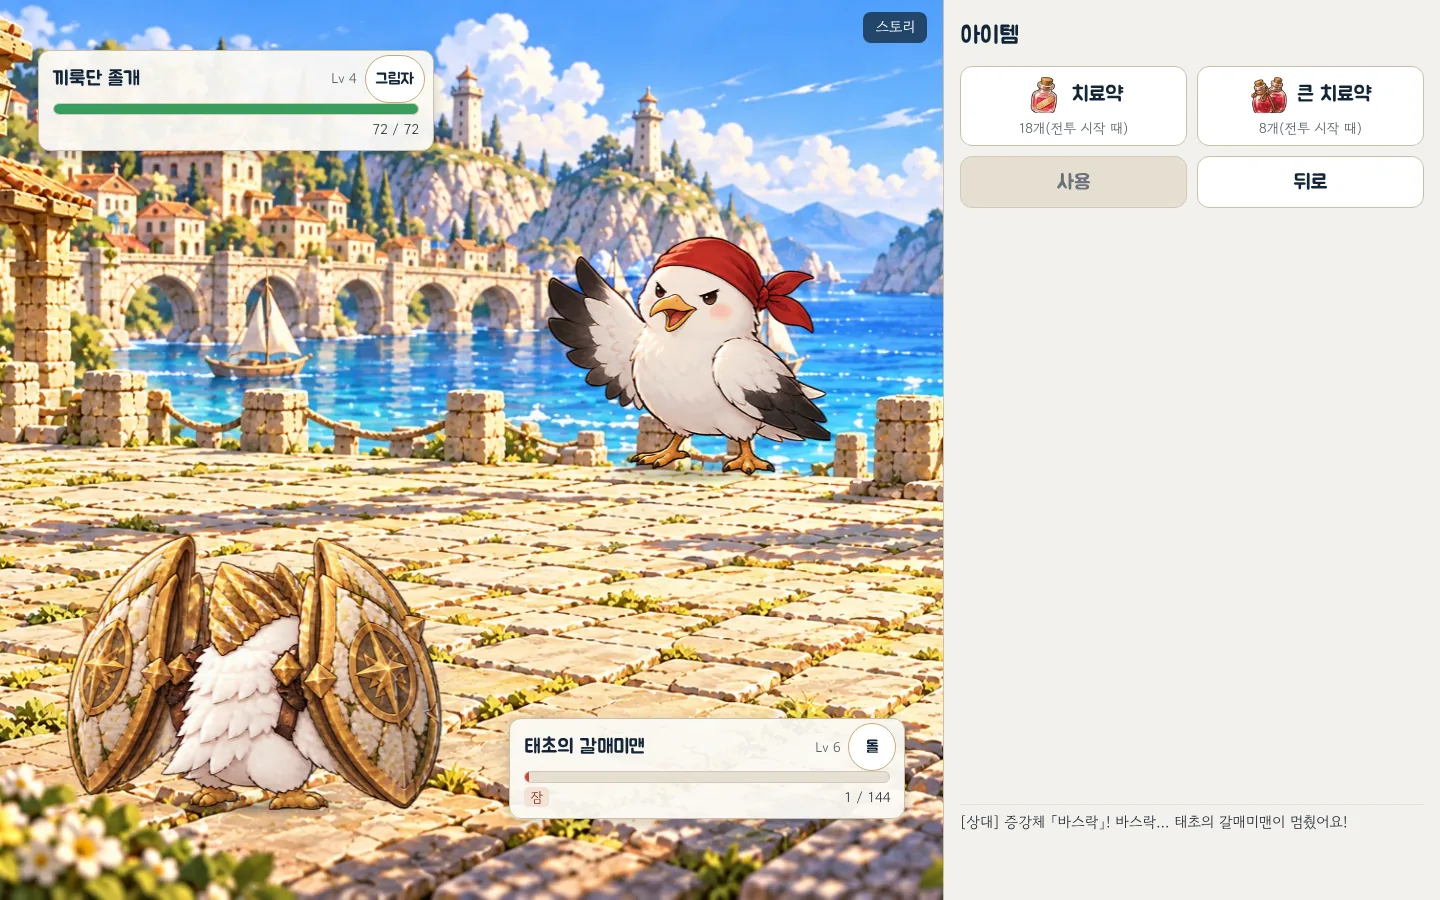 스토리
끼룩단 졸개 Lv 4 그림자
72 / 72
태초의 갈매미맨 Lv 6 돌
잠 1 / 144
아이템
치료약
18개(전투 시작 때)
큰 치료약
8개(전투 시작 때)
사용
뒤로
[상대] 증강체 「바스락」! 바스락... 태초의 갈매미맨이 멈췄어요!